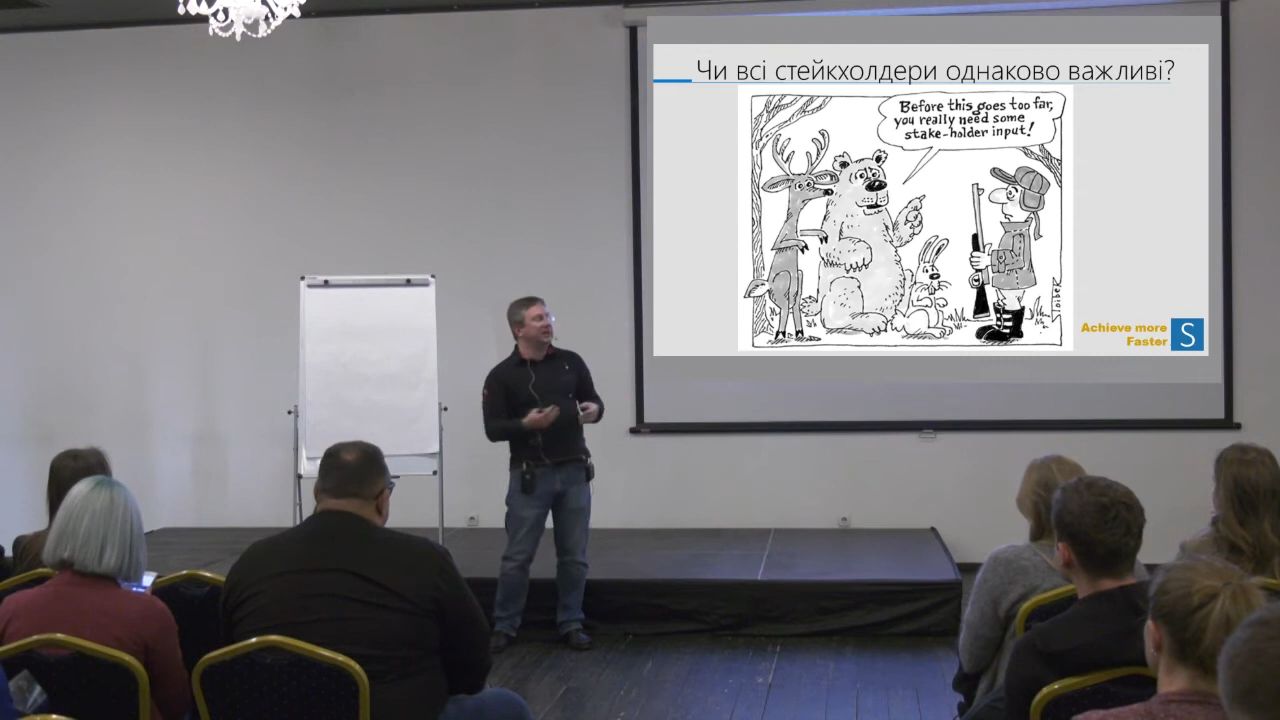 Чи всі стейкхолдери однаково важливі?
Before this goes too far,
you really need some
stake-holder input!
Achieve more
Faster
S